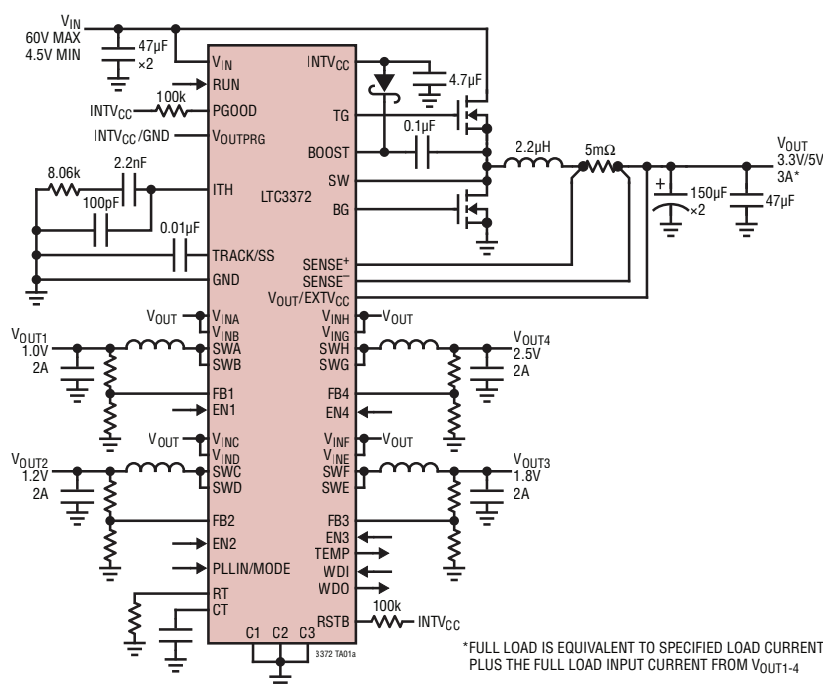 VIN
60V MAX
4.5V MIN
47µF
×2
VIN
RUN
INTVCC
100k
PGOOD
INTVCC/GND
VOUTPRG
8.06k
2.2nF
ITH
100pF
0.01µF
TRACK/SS
GND
LTC3372
INTVCC
4.7µF
TG
0.1µF
BOOST
SW
BG
2.2µH
5mΩ
VOUT
3.3V/5V
3A*
+
150µF
×2
47µF
SENSE+
SENSE–
VOUT/EXTVCC
VOUT
VINA
VINB
VOUT1
1.0V
2A
SWA
SWB
FB1
EN1
VINH
VOUT
VING
SWH
SWG
VOUT4
2.5V
2A
FB4
EN4
VOUT
VINC
VIND
VOUT2
1.2V
2A
SWC
SWD
FB2
EN2
PLLIN/MODE
RT
CT
VINF
VOUT
VINE
SWF
SWE
VOUT3
1.8V
2A
FB3
EN3
TEMP
WDI
WDO
RSTB
100k
INTVCC
C1 C2 C3
3372 TA01a
*FULL LOAD IS EQUIVALENT TO SPECIFIED LOAD CURRENT
PLUS THE FULL LOAD INPUT CURRENT FROM VOUT1-4